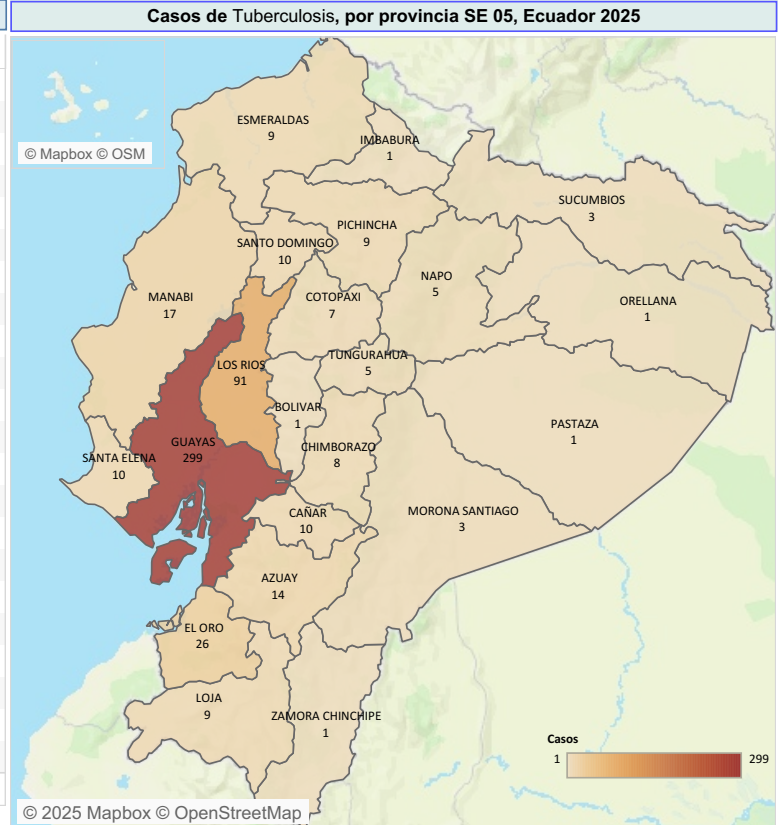 Casos de Tuberculosis, por provincia SE 05, Ecuador 2025
© Mapbox © OSM
ESMERALDAS
9
IMBABURA
1
SUCUMBIOS
3
PICHINCHA
9
SANTO DOMINGO
10
NAPO
5
MANABI
17
COTOPAXI
7
ORELLANA
1
TUNGURAHUA
5
LOS RIOS
91
BOLIVAR
1
PASTAZA
1
GUAYAS
299
CHIMBORAZO
8
SANTA ELENA
10
CAÑAR
10
MORONA SANTIAGO
3
AZUAY
14
EL ORO
26
LOJA
9
ZAMORA CHINCHIPE
1
Casos
1 299
© 2025 Mapbox © OpenStreetMap